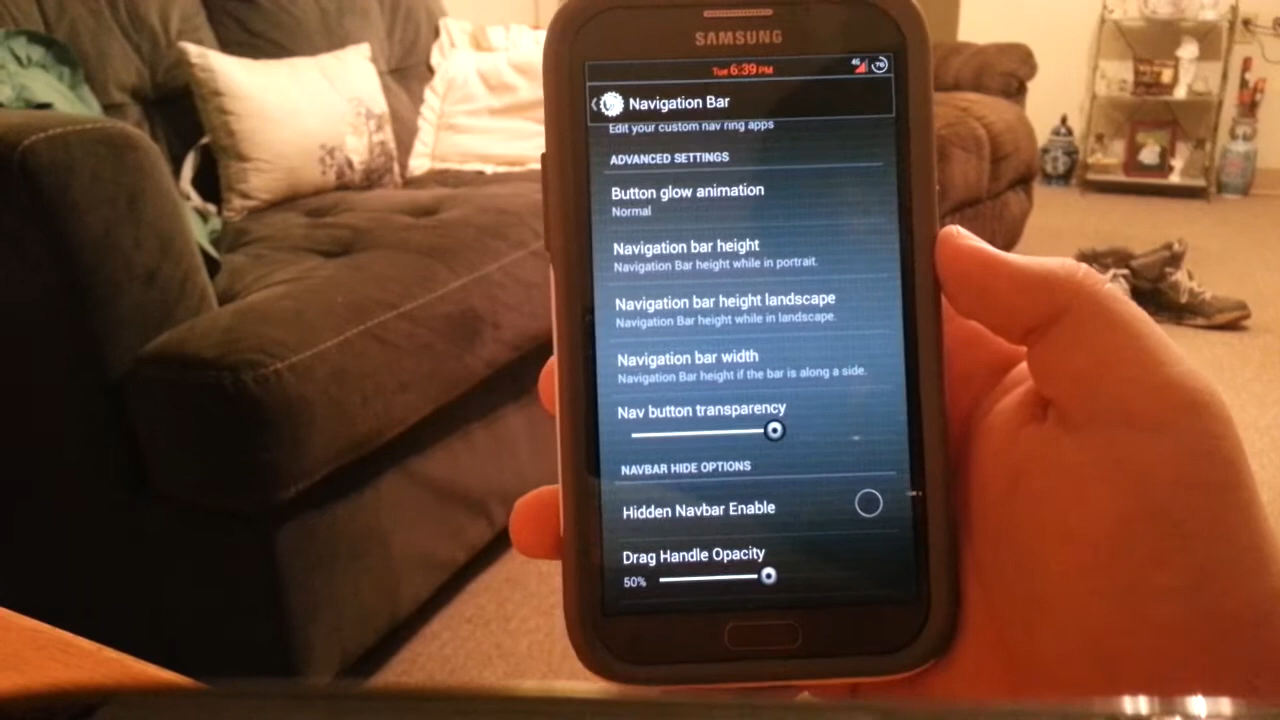 SAMSUNG
Tue 6:39 PM 4G 76
Navigation Bar
Edit your custom nav ring apps
ADVANCED SETTINGS
Button glow animation
Normal
Navigation bar height
Navigation Bar height while in portrait.
Navigation bar height landscape
Navigation Bar height while in landscape.
Navigation bar width
Navigation Bar height if the bar is along a side.
Nav button transparency
NAVBAR HIDE OPTIONS
Hidden Navbar Enable
Drag Handle Opacity
50%